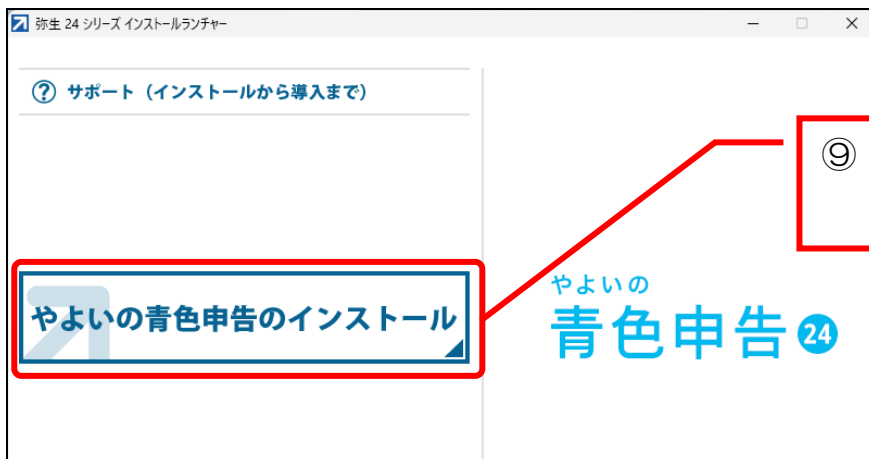 弥生 24 シリーズ インストールランチャー
? サポート（インストールから導入まで）
⑨
やよいの青色申告のインストール
やよいの
青色申告 24